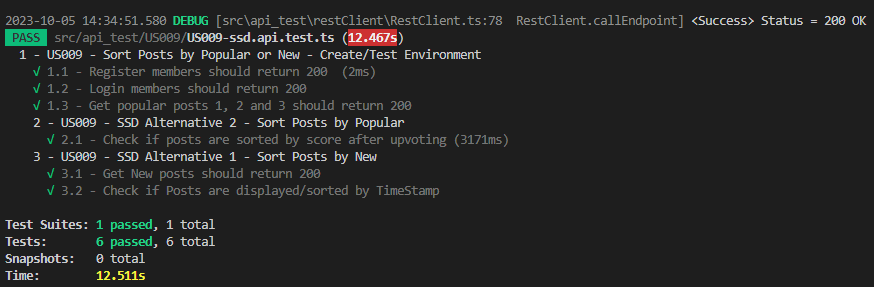 2023-10-05 14:34:51.580 DEBUG [src\api_test\restClient\RestClient.ts:78  RestClient.callEndpoint] <Success> Status = 200 OK
PASS src/api_test/US009/US009-ssd.api.test.ts (12.467s)
1 - US009 - Sort Posts by Popular or New - Create/Test Environment
√ 1.1 - Register members should return 200  (2ms)
√ 1.2 - Login members should return 200
√ 1.3 - Get popular posts 1, 2 and 3 should return 200
2 - US009 - SSD Alternative 2 - Sort Posts by Popular
√ 2.1 - Check if posts are sorted by score after upvoting (3171ms)
3 - US009 - SSD Alternative 1 - Sort Posts by New
√ 3.1 - Get New posts should return 200
√ 3.2 - Check if Posts are displayed/sorted by TimeStamp
Test Suites: 1 passed, 1 total
Tests:       6 passed, 6 total
Snapshots:   0 total
Time:        12.511s